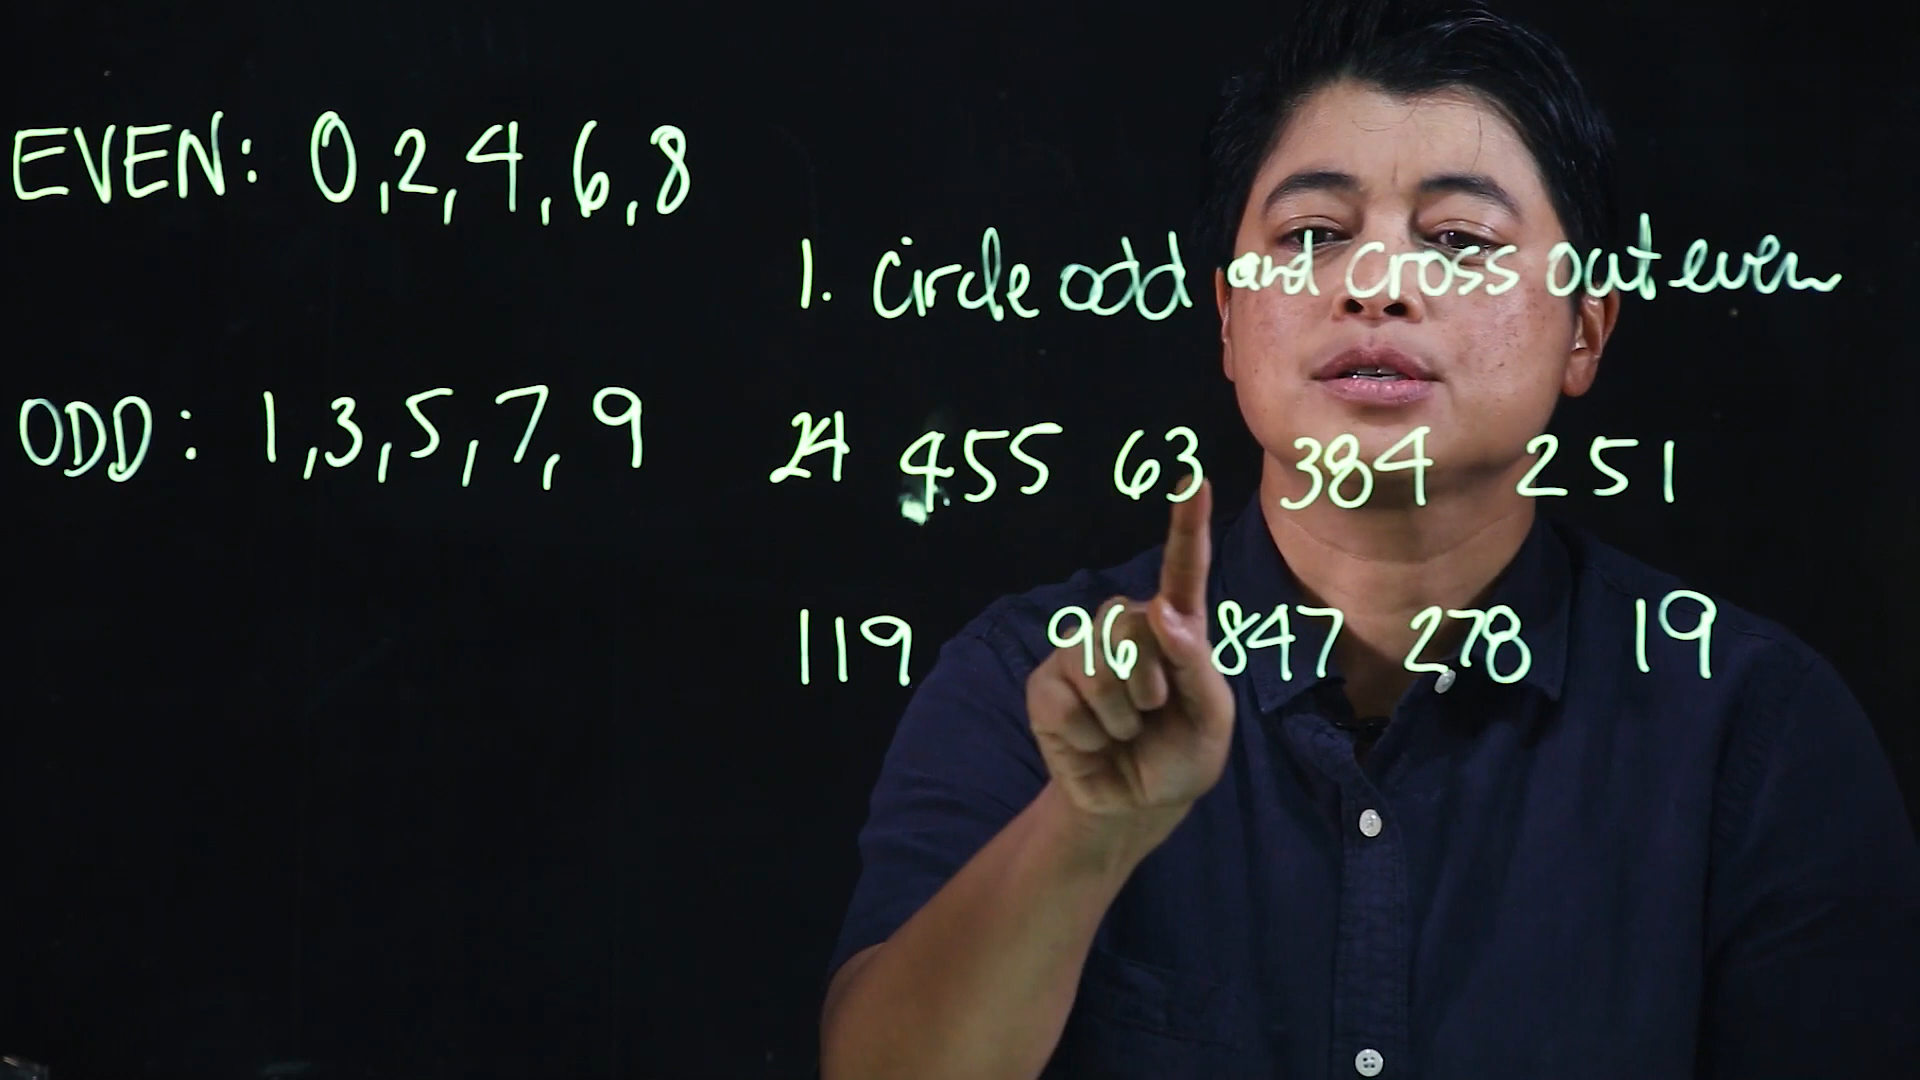 EVEN: 0,2,4,6,8
ODD: 1,3,5,7,9
1. Circle odd and cross out even
24 455 63 384 251
119 96 847 278 19